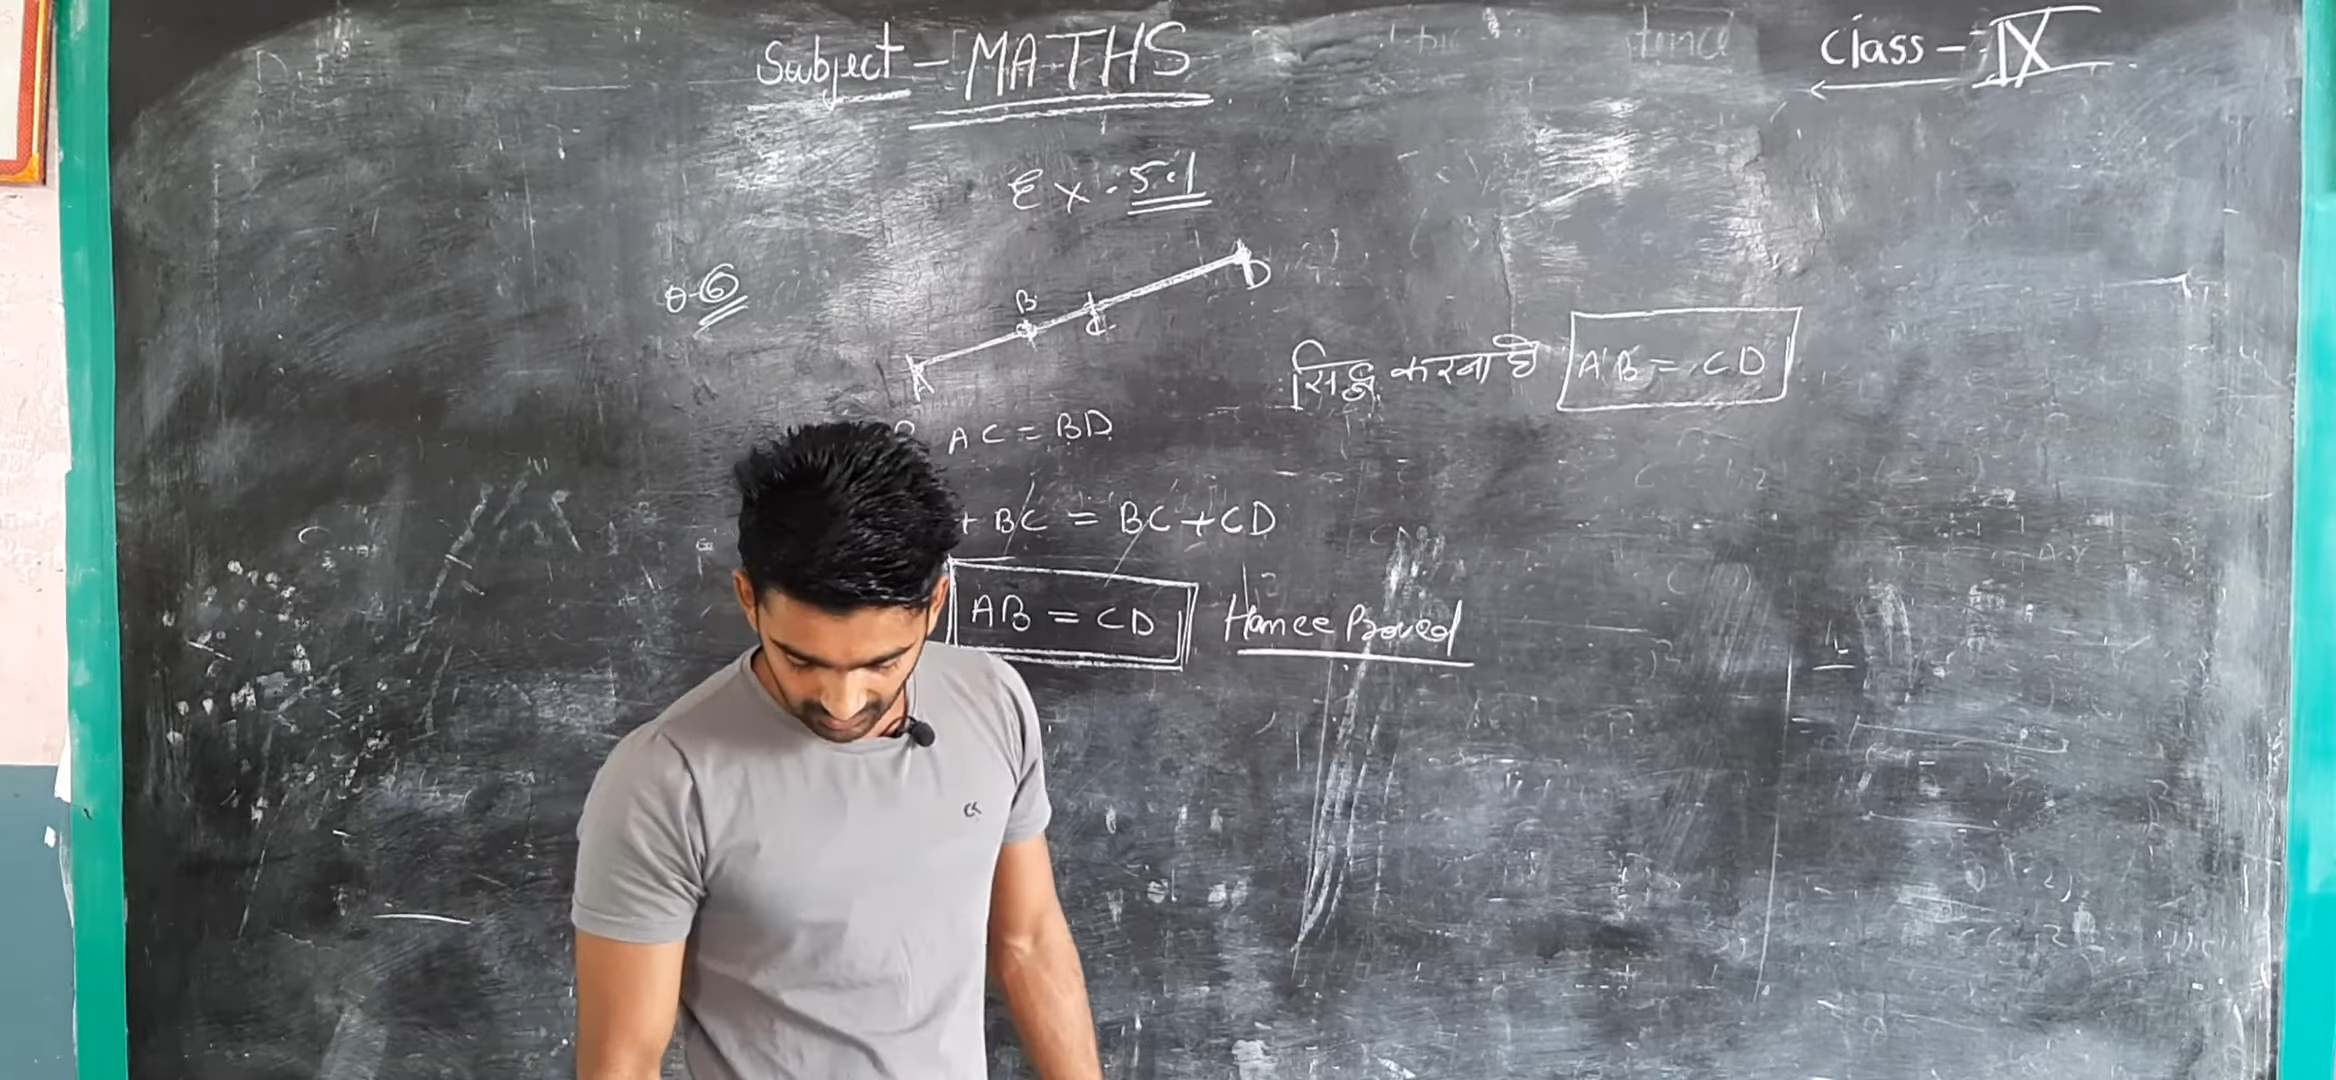 Subject - MATHS
Class - IX
Ex. 5.1
Q-6
A B C D
सिद्ध करना है AB = CD
AC = BD
+ BC = BC + CD
AB = CD Hence Proved
CK